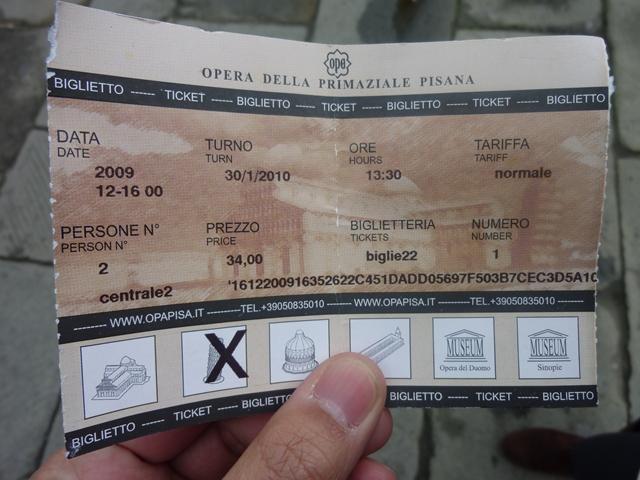 opa
OPERA DELLA PRIMAZIALE PISANA
BIGLIETTO ------ TICKET ------ BIGLIETTO ------ TICKET ------ BIGLIETTO ------ TICKET ------ BIGLIETTO
DATA TURNO ORE TARIFFA
DATE TURN HOURS TARIFF
2009 30/1/2010 13:30 normale
12-16 00
PERSONE N° PREZZO BIGLIETTERIA NUMERO
PERSON N° PRICE TICKETS NUMBER
2 34,00 biglie22 1
centrale2 '1612200916352622C451DADD05697F503B7CEC3D5A10
-------- WWW.OPAPISA.IT --------TEL.+39050835010 -------- WWW.OPAPISA.IT --------TEL.+39050835010 --------
X
MUSEUM MUSEUM
Opera del Duomo Sinopie
BIGLIETTO ------ TICKET ------ BIGLIETTO ------ BIGLIETTO ------ TICKET ------ BIGLIETTO